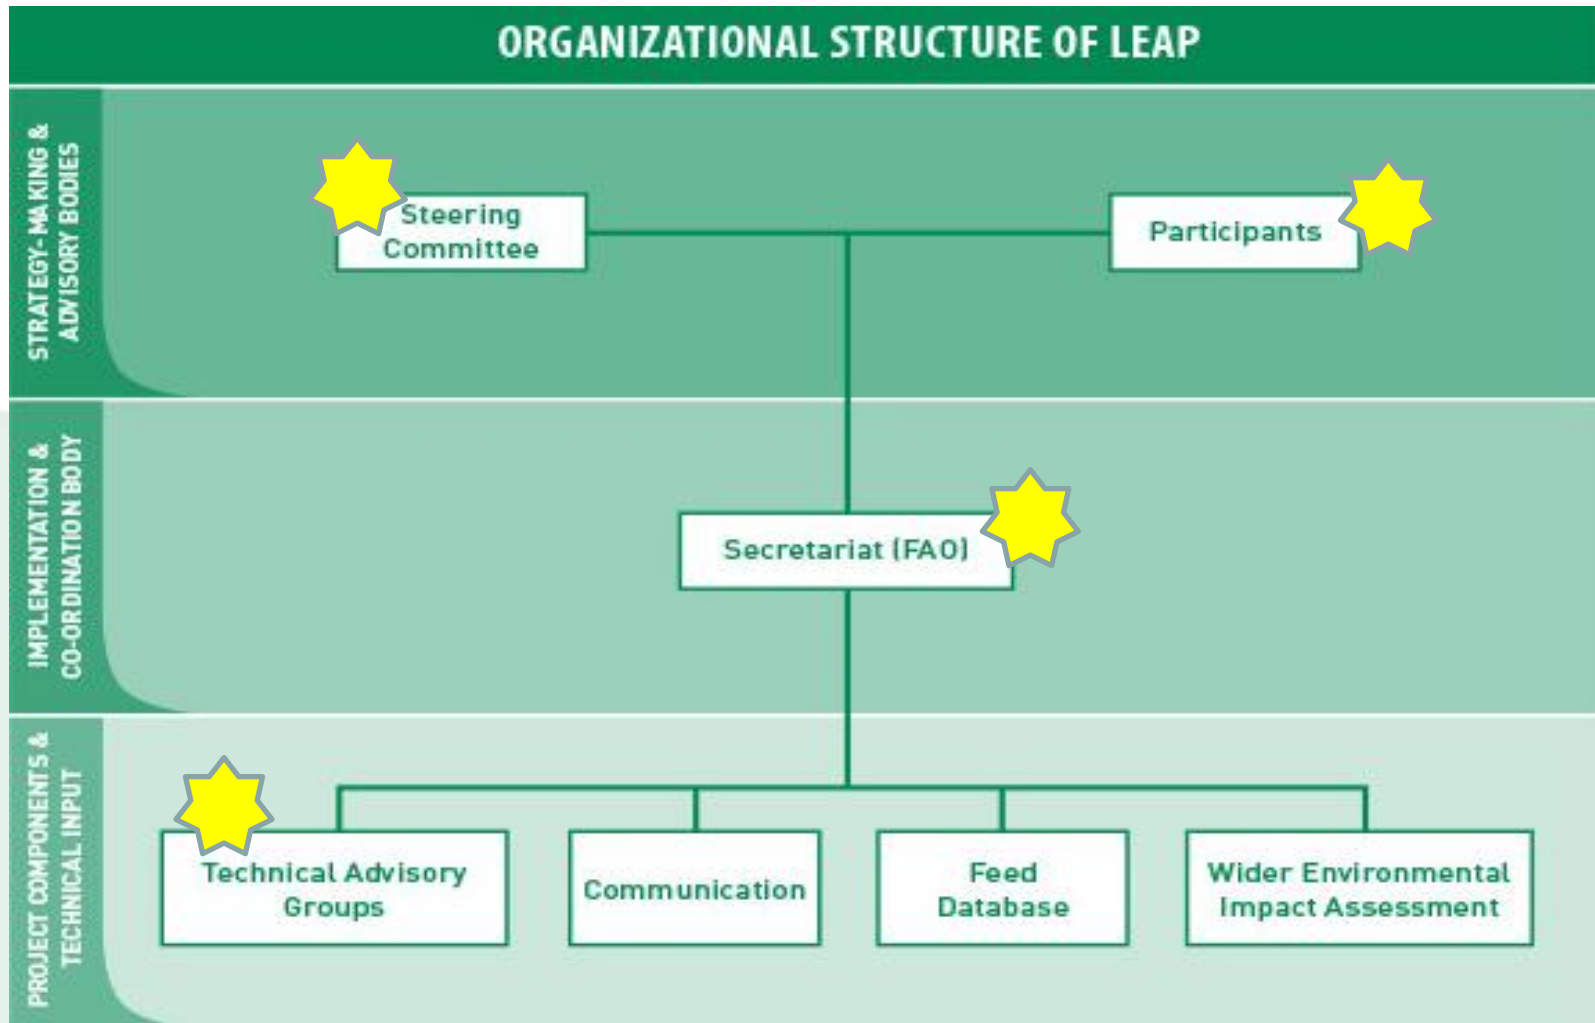 ORGANIZATIONAL STRUCTURE OF LEAP
STRATEGY-MAKING &
ADVISORY BODIES
Steering
Committee
Participants
IMPLEMENTATION &
CO-ORDINATION BODY
Secretariat (FAO)
PROJECT COMPONENTS &
TECHNICAL INPUT
Technical Advisory
Groups
Communication
Feed
Database
Wider Environmental
Impact Assessment